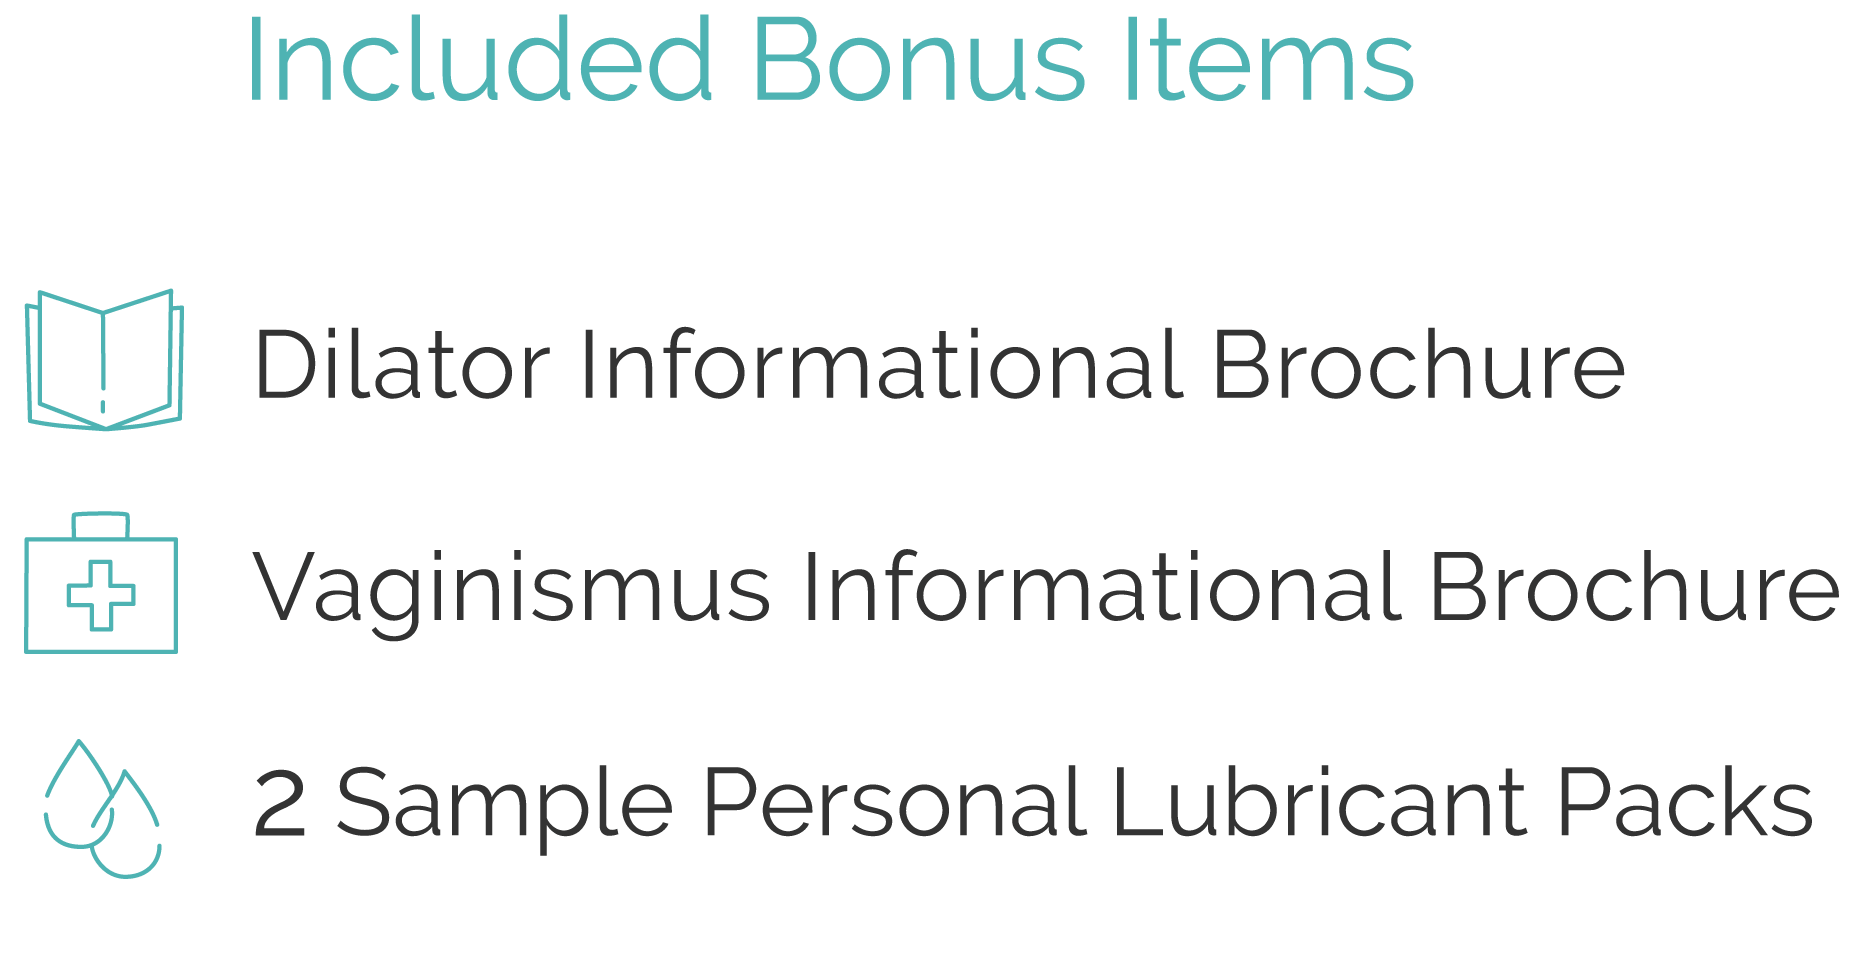 Included Bonus Items
Dilator Informational Brochure
Vaginismus Informational Brochure
2 Sample Personal Lubricant Packs